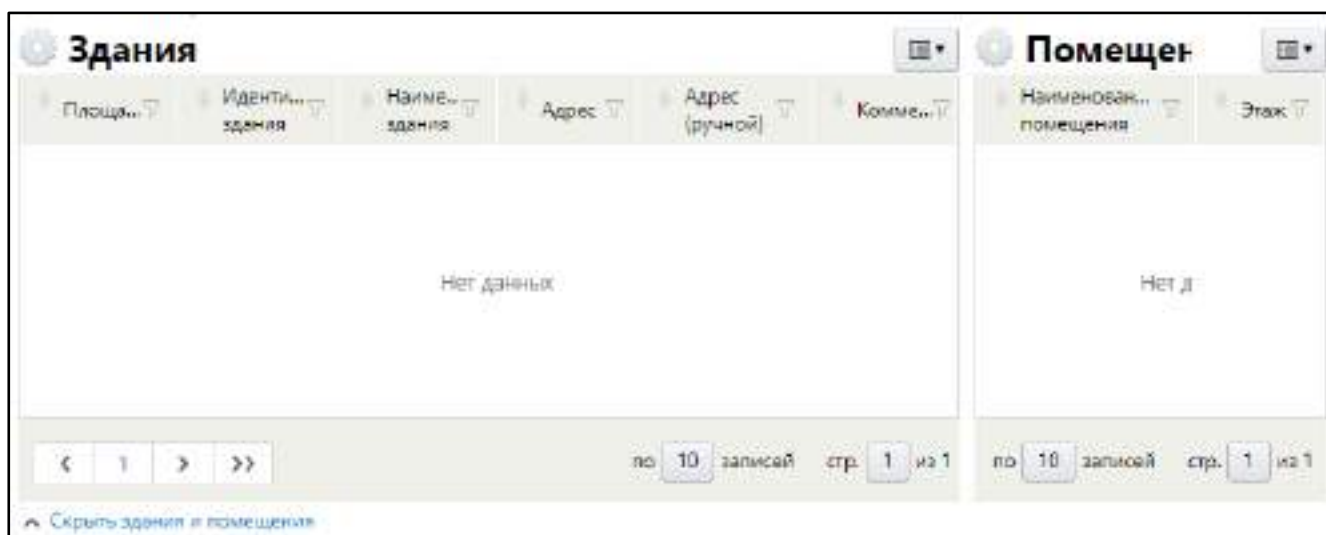 Здания
Помещен
Площа...
Иденти...
здания
Наиме...
здания
Адрес
Адрес
(ручной)
Комме...
Наименован...
помещения
Этаж
Нет данных
Нет д
< 1 > >>
по 10 записей стр. 1 из 1
по 10 записей стр. 1 из 1
Скрыть здания и помещения